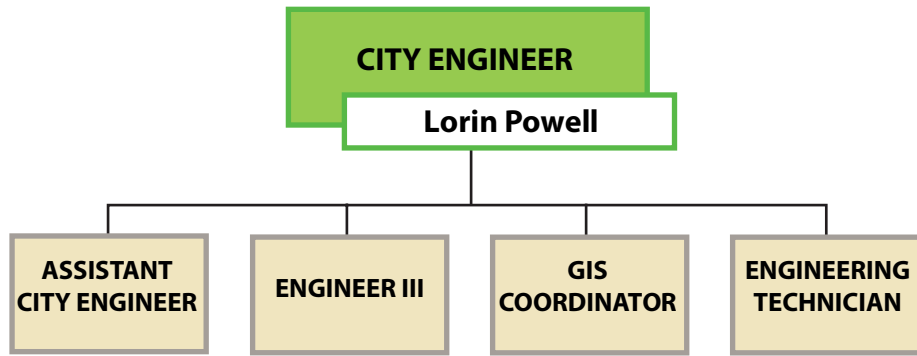 CITY ENGINEER
Lorin Powell
ASSISTANT
CITY ENGINEER
ENGINEER III
GIS
COORDINATOR
ENGINEERING
TECHNICIAN